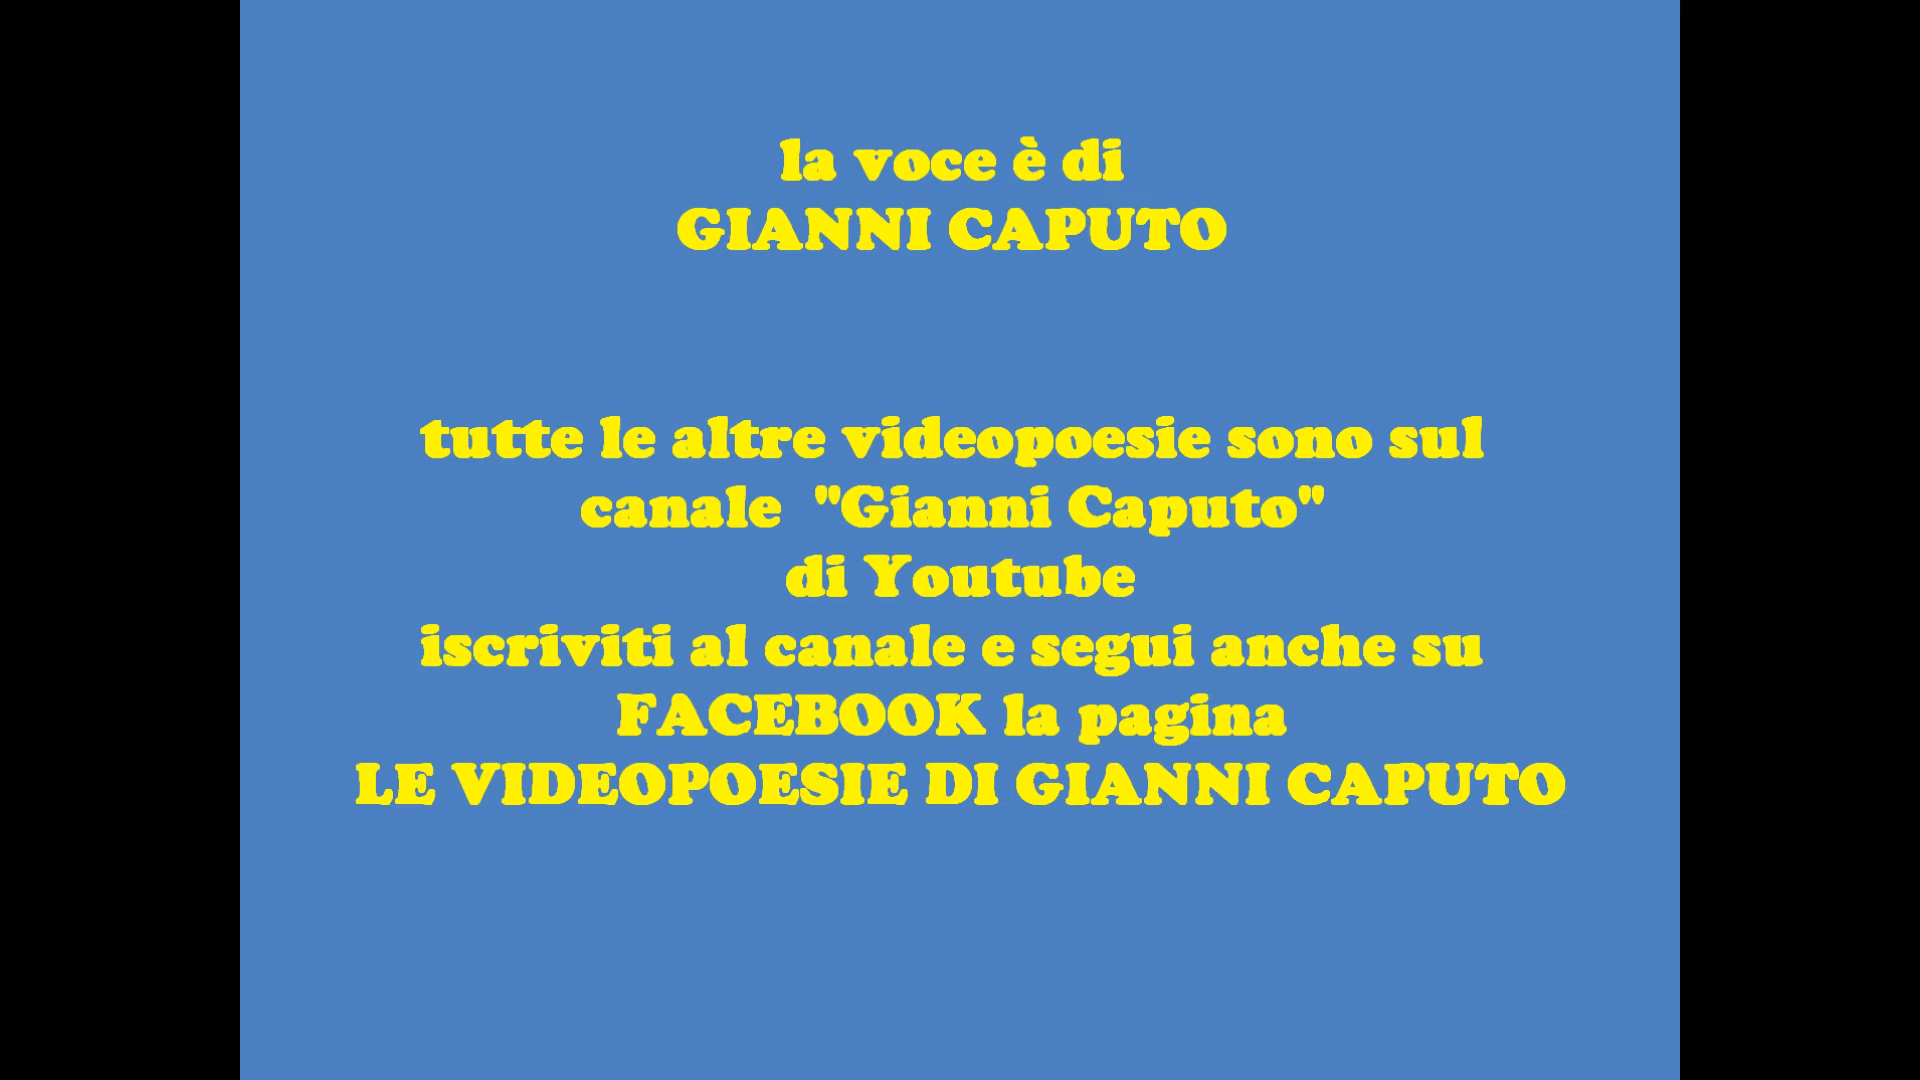 la voce è di
GIANNI CAPUTO
tutte le altre videopoesie sono sul
canale  "Gianni Caputo"
di Youtube
iscriviti al canale e segui anche su
FACEBOOK la pagina
LE VIDEOPOESIE DI GIANNI CAPUTO